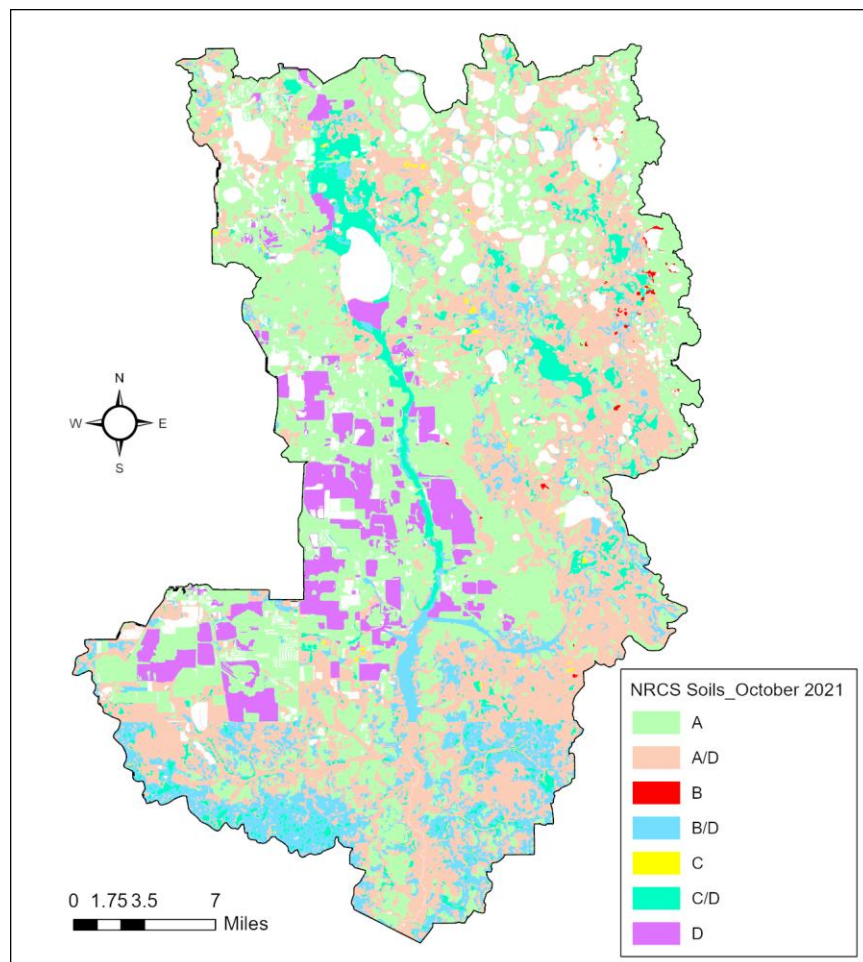 N
W E
S
NRCS Soils_October 2021
A
A/D
B
B/D
C
C/D
D
0 1.75 3.5 7
Miles